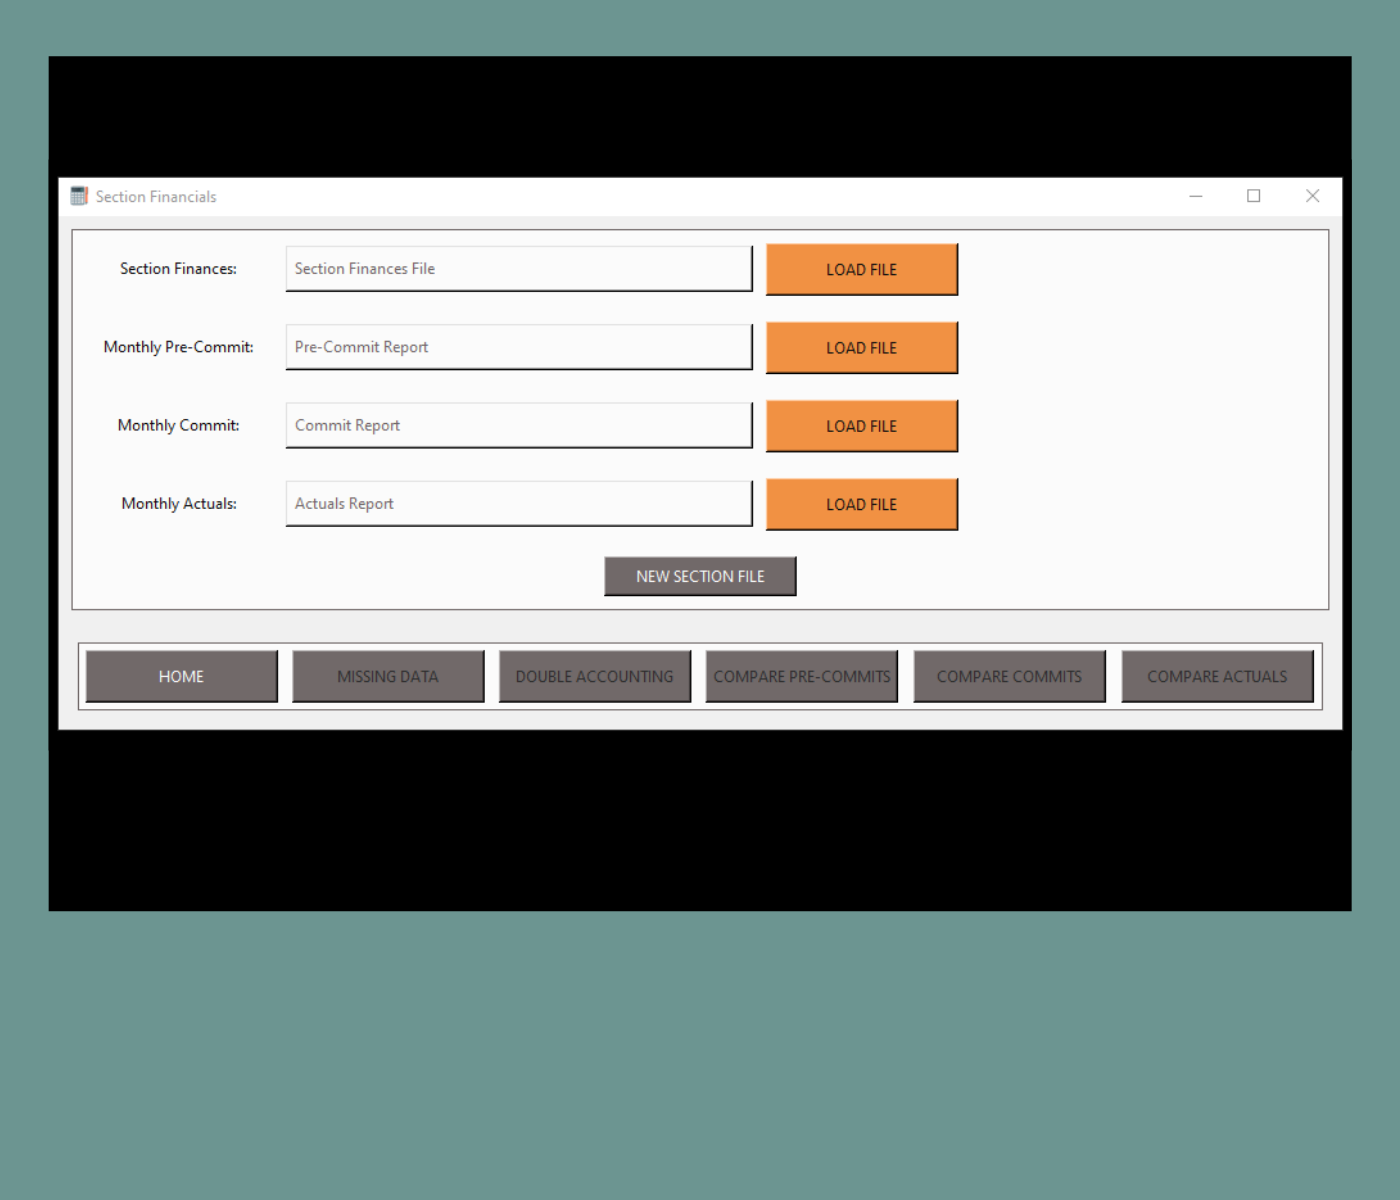 Section Financials
Section Finances:
Section Finances File
LOAD FILE
Monthly Pre-Commit:
Pre-Commit Report
LOAD FILE
Monthly Commit:
Commit Report
LOAD FILE
Monthly Actuals:
Actuals Report
LOAD FILE
NEW SECTION FILE
HOME
MISSING DATA
DOUBLE ACCOUNTING
COMPARE PRE-COMMITS
COMPARE COMMITS
COMPARE ACTUALS